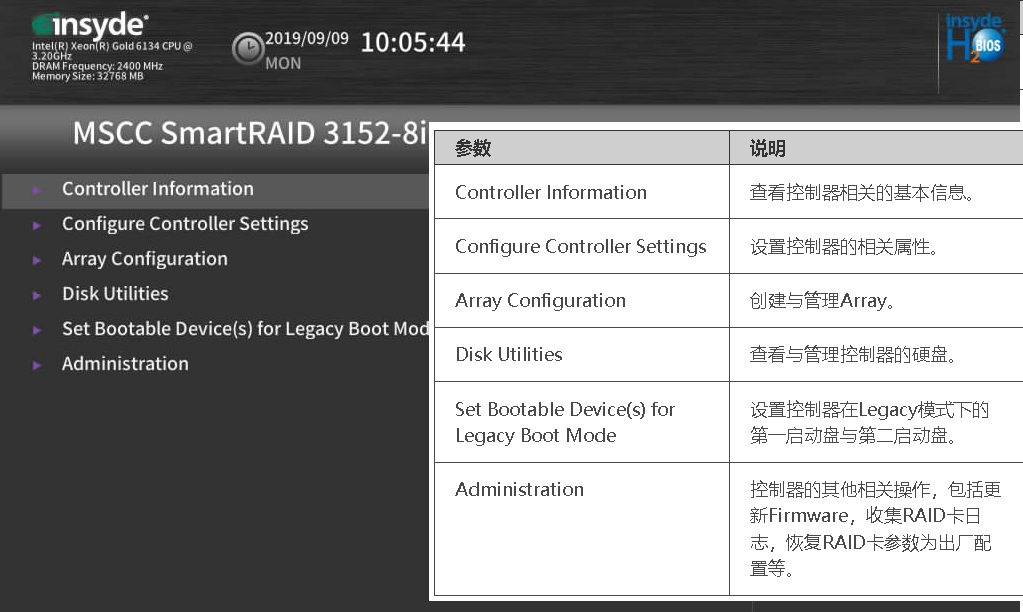 insyde
Intel(R) Xeon(R) Gold 6134 CPU @
3.20GHz
DRAM Frequency: 2400 MHz
Memory Size: 32768 MB
2019/09/09 10:05:44
MON
insyde
H2O BIOS
MSCC SmartRAID 3152-8i
Controller Information
Configure Controller Settings
Array Configuration
Disk Utilities
Set Bootable Device(s) for Legacy Boot Mod
Administration
参数 说明
Controller Information 查看控制器相关的基本信息。
Configure Controller Settings 设置控制器的相关属性。
Array Configuration 创建与管理Array。
Disk Utilities 查看与管理控制器的硬盘。
Set Bootable Device(s) for 设置控制器在Legacy模式下的
Legacy Boot Mode 第一启动盘与第二启动盘。
Administration 控制器的其他相关操作，包括更
新Firmware，收集RAID卡日
志，恢复RAID卡参数为出厂配
置等。